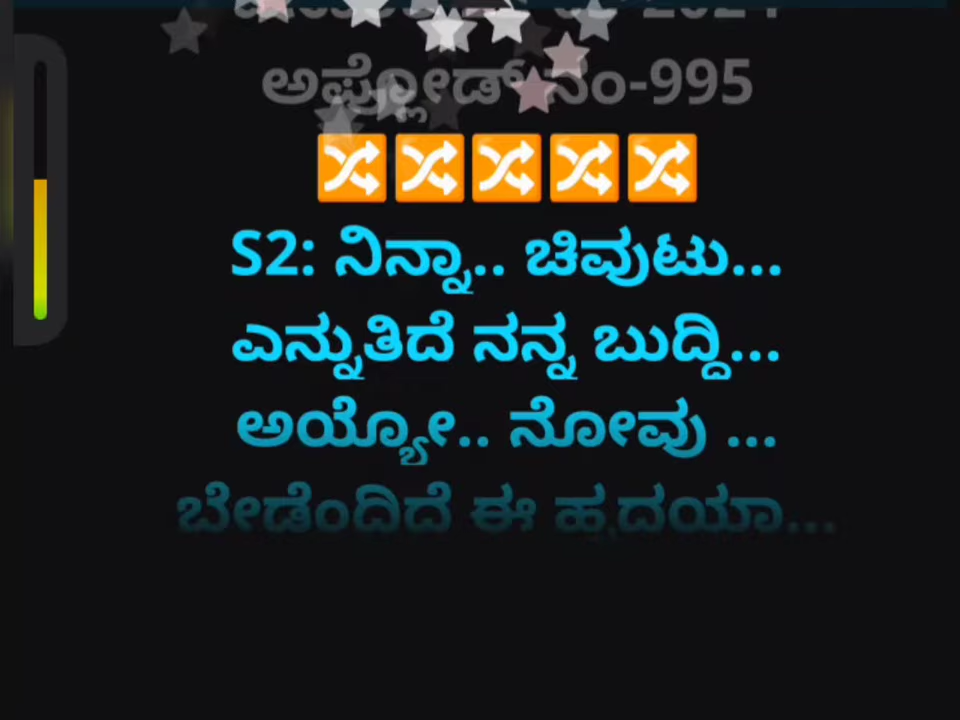 ಅಪ್ಲೋಡ್ ನಂ-995
S2: ನಿನ್ನಾ.. ಚಿವುಟು...
ಎನ್ನುತಿದೆ ನನ್ನ ಬುದ್ದಿ...
ಅಯ್ಯೋ.. ನೋವು ...
ಬೇಡೆಂದಿದೆ ಈ ಹೃದಯಾ...